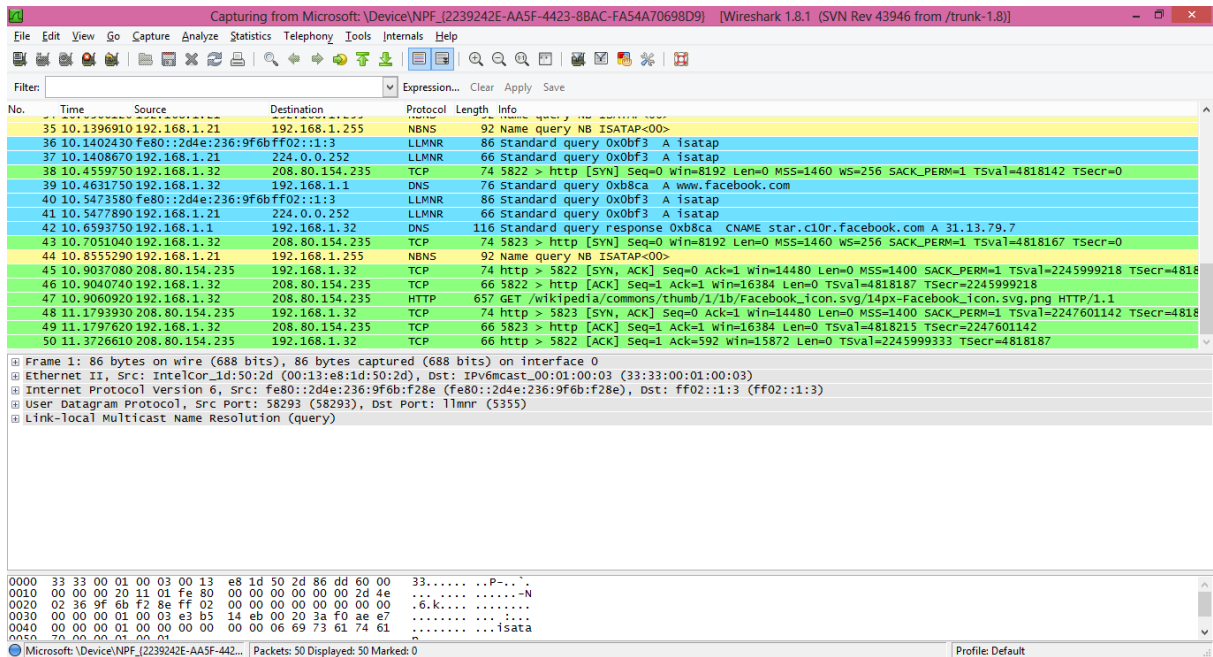 Capturing from Microsoft: \Device\NPF_{2239242E-AA5F-4423-8BAC-FA54A70698D9} [Wireshark 1.8.1 (SVN Rev 43946 from /trunk-1.8)]
File Edit View Go Capture Analyze Statistics Telephony Tools Internals Help
Filter: Expression... Clear Apply Save
No. Time Source Destination Protocol Length Info
35 10.1396910 192.168.1.21 192.168.1.255 NBNS 92 Name query NB ISATAP<00>
36 10.1402430 fe80::2d4e:236:9f6b ff02::1:3 LLMNR 86 Standard query 0x0bf3 A isatap
37 10.1408670 192.168.1.21 224.0.0.252 LLMNR 66 Standard query 0x0bf3 A isatap
38 10.4559750 192.168.1.32 208.80.154.235 TCP 74 5822 > http [SYN] Seq=0 Win=8192 Len=0 MSS=1460 WS=256 SACK_PERM=1 TSval=4818142 TSecr=0
39 10.4631750 192.168.1.32 192.168.1.1 DNS 76 Standard query 0xb8ca A www.facebook.com
40 10.5473580 fe80::2d4e:236:9f6b ff02::1:3 LLMNR 86 Standard query 0x0bf3 A isatap
41 10.5477890 192.168.1.21 224.0.0.252 LLMNR 66 Standard query 0x0bf3 A isatap
42 10.6593750 192.168.1.1 192.168.1.32 DNS 116 Standard query response 0xb8ca CNAME star.c10r.facebook.com A 31.13.79.7
43 10.7051040 192.168.1.32 208.80.154.235 TCP 74 5823 > http [SYN] Seq=0 Win=8192 Len=0 MSS=1460 WS=256 SACK_PERM=1 TSval=4818167 TSecr=0
44 10.8555290 192.168.1.21 192.168.1.255 NBNS 92 Name query NB ISATAP<00>
45 10.9037080 208.80.154.235 192.168.1.32 TCP 74 http > 5822 [SYN, ACK] Seq=0 Ack=1 Win=14480 Len=0 MSS=1400 SACK_PERM=1 TSval=2245999218 TSecr=4818
46 10.9040740 192.168.1.32 208.80.154.235 TCP 66 5822 > http [ACK] Seq=1 Ack=1 Win=16384 Len=0 TSval=4818187 TSecr=2245999218
47 10.9060920 192.168.1.32 208.80.154.235 HTTP 657 GET /wikipedia/commons/thumb/1/1b/Facebook_icon.svg/14px-Facebook_icon.svg.png HTTP/1.1
48 11.1793930 208.80.154.235 192.168.1.32 TCP 74 http > 5823 [SYN, ACK] Seq=0 Ack=1 Win=14480 Len=0 MSS=1400 SACK_PERM=1 TSval=2247601142 TSecr=4818
49 11.1797620 192.168.1.32 208.80.154.235 TCP 66 5823 > http [ACK] Seq=1 Ack=1 Win=16384 Len=0 TSval=4818215 TSecr=2247601142
50 11.3726610 208.80.154.235 192.168.1.32 TCP 66 http > 5822 [ACK] Seq=1 Ack=592 Win=15872 Len=0 TSval=2245999333 TSecr=4818187
Frame 1: 86 bytes on wire (688 bits), 86 bytes captured (688 bits) on interface 0
Ethernet II, Src: IntelCor_1d:50:2d (00:13:e8:1d:50:2d), Dst: IPv6mcast_00:01:00:03 (33:33:00:01:00:03)
Internet Protocol Version 6, Src: fe80::2d4e:236:9f6b:f28e (fe80::2d4e:236:9f6b:f28e), Dst: ff02::1:3 (ff02::1:3)
User Datagram Protocol, Src Port: 58293 (58293), Dst Port: llmnr (5355)
Link-local Multicast Name Resolution (query)
0000 33 33 00 01 00 03 00 13 e8 1d 50 2d 86 dd 60 00 33...... ..P-..`.
0010 00 00 00 20 11 01 fe 80 00 00 00 00 00 00 2d 4e ... .... ......-N
0020 02 36 9f 6b f2 8e ff 02 00 00 00 00 00 00 00 00 .6.k.... ........
0030 00 00 00 01 00 03 e3 b5 14 eb 00 20 3a f0 ae e7 ........ ... :...
0040 00 00 00 01 00 00 00 00 00 00 06 69 73 61 74 61 ........ ...isata
0050 70 00 00 01 00 01 p
Microsoft: \Device\NPF_{2239242E-AA5F-442... Packets: 50 Displayed: 50 Marked: 0 Profile: Default